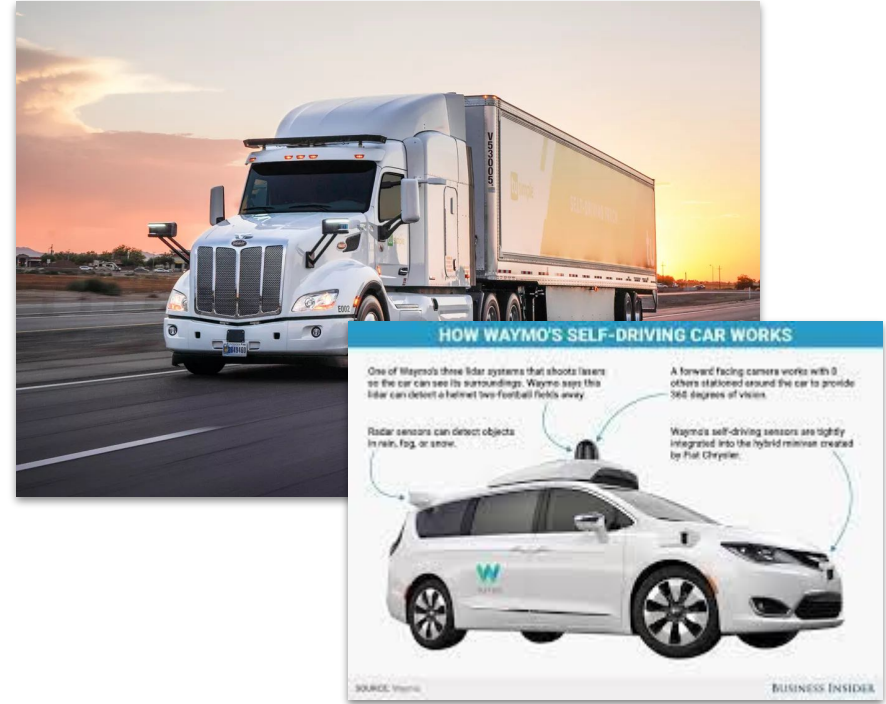 V53005
E002
HOW WAYMO'S SELF-DRIVING CAR WORKS
One of Waymo's three lidar systems that shoots lasers
so the car can see its surroundings. Waymo says this
lidar can detect a helmet two football fields away.
A forward facing camera works with 8
others stationed around the car to provide
360 degrees of vision.
Radar sensors can detect objects
in rain, fog, or snow.
Waymo's self-driving sensors are tightly
integrated into the hybrid minivan created
by Fiat Chrysler.
W
SOURCE: Waymo
BUSINESS INSIDER